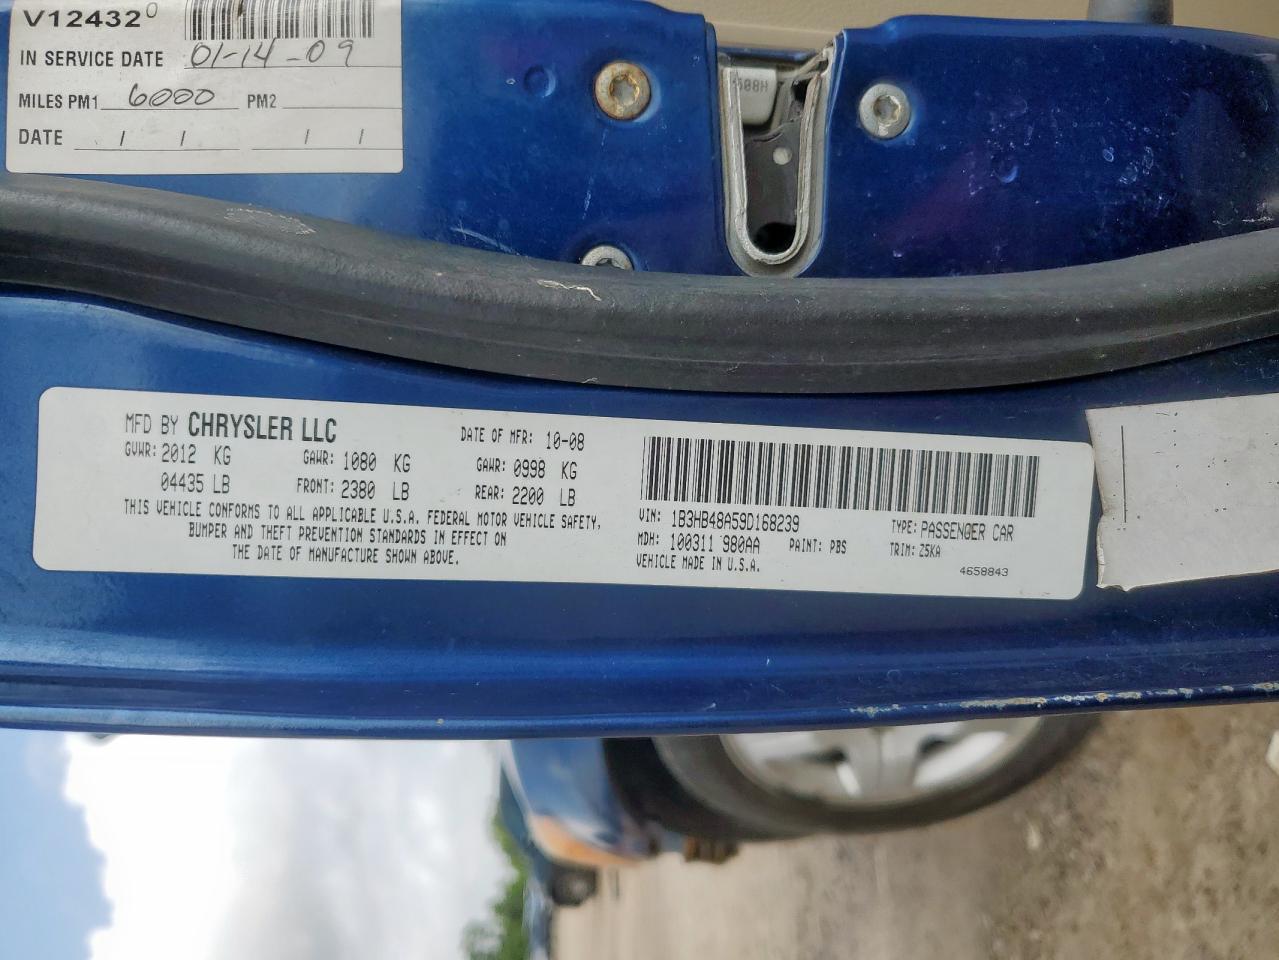 V12432 0
IN SERVICE DATE 01-14-09
MILES PM1 6000 PM2
DATE / / / /
508H
MFD BY CHRYSLER LLC DATE OF MFR: 10-08
GVWR: 2012 KG GAWR: 1080 KG GAWR: 0998 KG
04435 LB FRONT: 2380 LB REAR: 2200 LB
THIS VEHICLE CONFORMS TO ALL APPLICABLE U.S.A. FEDERAL MOTOR VEHICLE SAFETY,
BUMPER AND THEFT PREVENTION STANDARDS IN EFFECT ON
THE DATE OF MANUFACTURE SHOWN ABOVE.
VIN: 1B3HB48A59D168239 TYPE: PASSENGER CAR
MDH: 100311 980AA PAINT: PBS TRIM: Z5KA
VEHICLE MADE IN U.S.A.
4658843